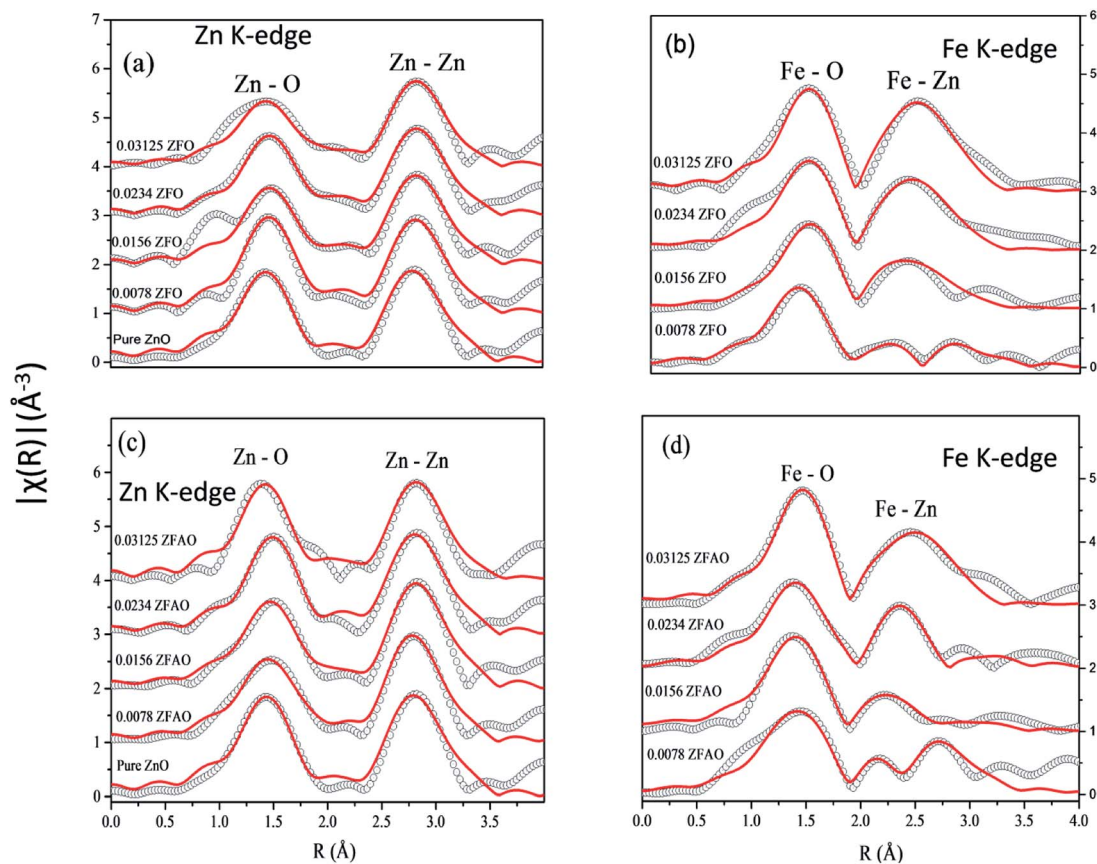 |χ(R)| (Å⁻³)
(a)
Zn K-edge
Zn - O
Zn - Zn
7
6
5
4
3
2
1
0
0.03125 ZFO
0.0234 ZFO
0.0156 ZFO
0.0078 ZFO
Pure ZnO
(b)
Fe K-edge
Fe - O
Fe - Zn
6
5
4
3
2
1
0
0.03125 ZFO
0.0234 ZFO
0.0156 ZFO
0.0078 ZFO
(c)
Zn K-edge
Zn - O
Zn - Zn
6
5
4
3
2
1
0
0.03125 ZFAO
0.0234 ZFAO
0.0156 ZFAO
0.0078 ZFAO
Pure ZnO
0.0 0.5 1.0 1.5 2.0 2.5 3.0 3.5
R (Å)
(d)
Fe K-edge
Fe - O
Fe - Zn
5
4
3
2
1
0
0.03125 ZFAO
0.0234 ZFAO
0.0156 ZFAO
0.0078 ZFAO
0.0 0.5 1.0 1.5 2.0 2.5 3.0 3.5 4.0
R (Å)